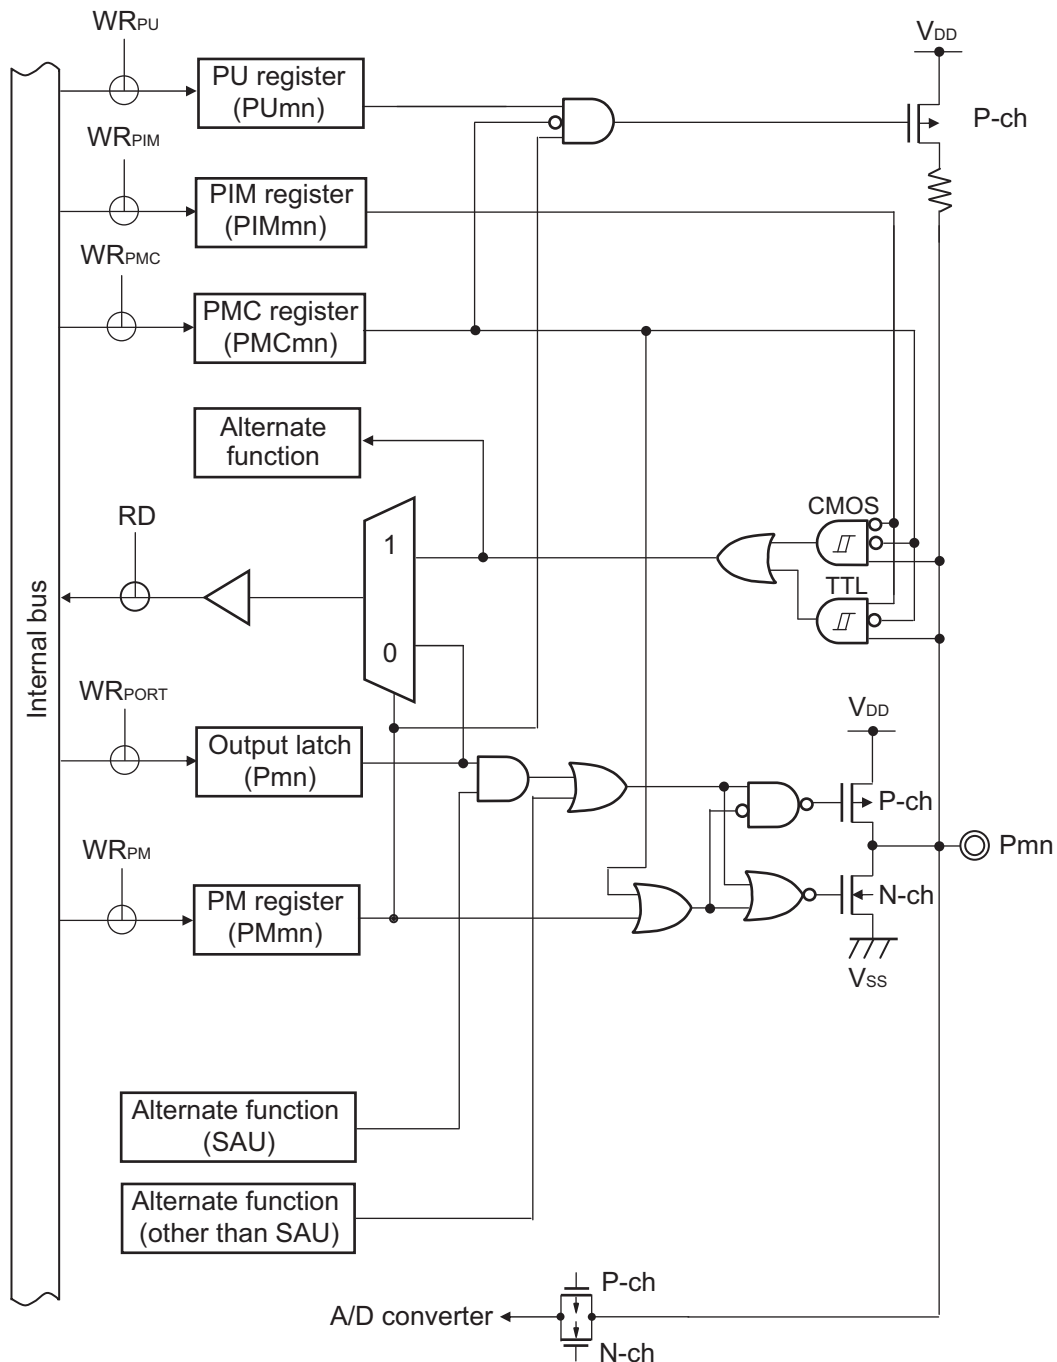 WRPU
VDD
PU register
(PUmn)
P-ch
WRPIM
PIM register
(PIMmn)
WRPMC
PMC register
(PMCmn)
Alternate
function
CMOS
RD
1
TTL
0
Internal bus
WRPORT
VDD
Output latch
(Pmn)
P-ch
WRPM
Pmn
PM register
(PMmn)
N-ch
VSS
Alternate function
(SAU)
Alternate function
(other than SAU)
P-ch
A/D converter
N-ch